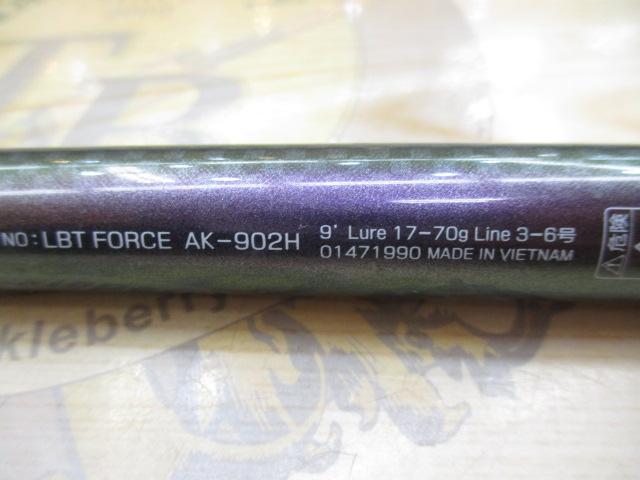 NO: LBT FORCE AK-902H
9' Lure 17-70g Line 3-6号
01471990 MADE IN VIETNAM
危険
kleberry